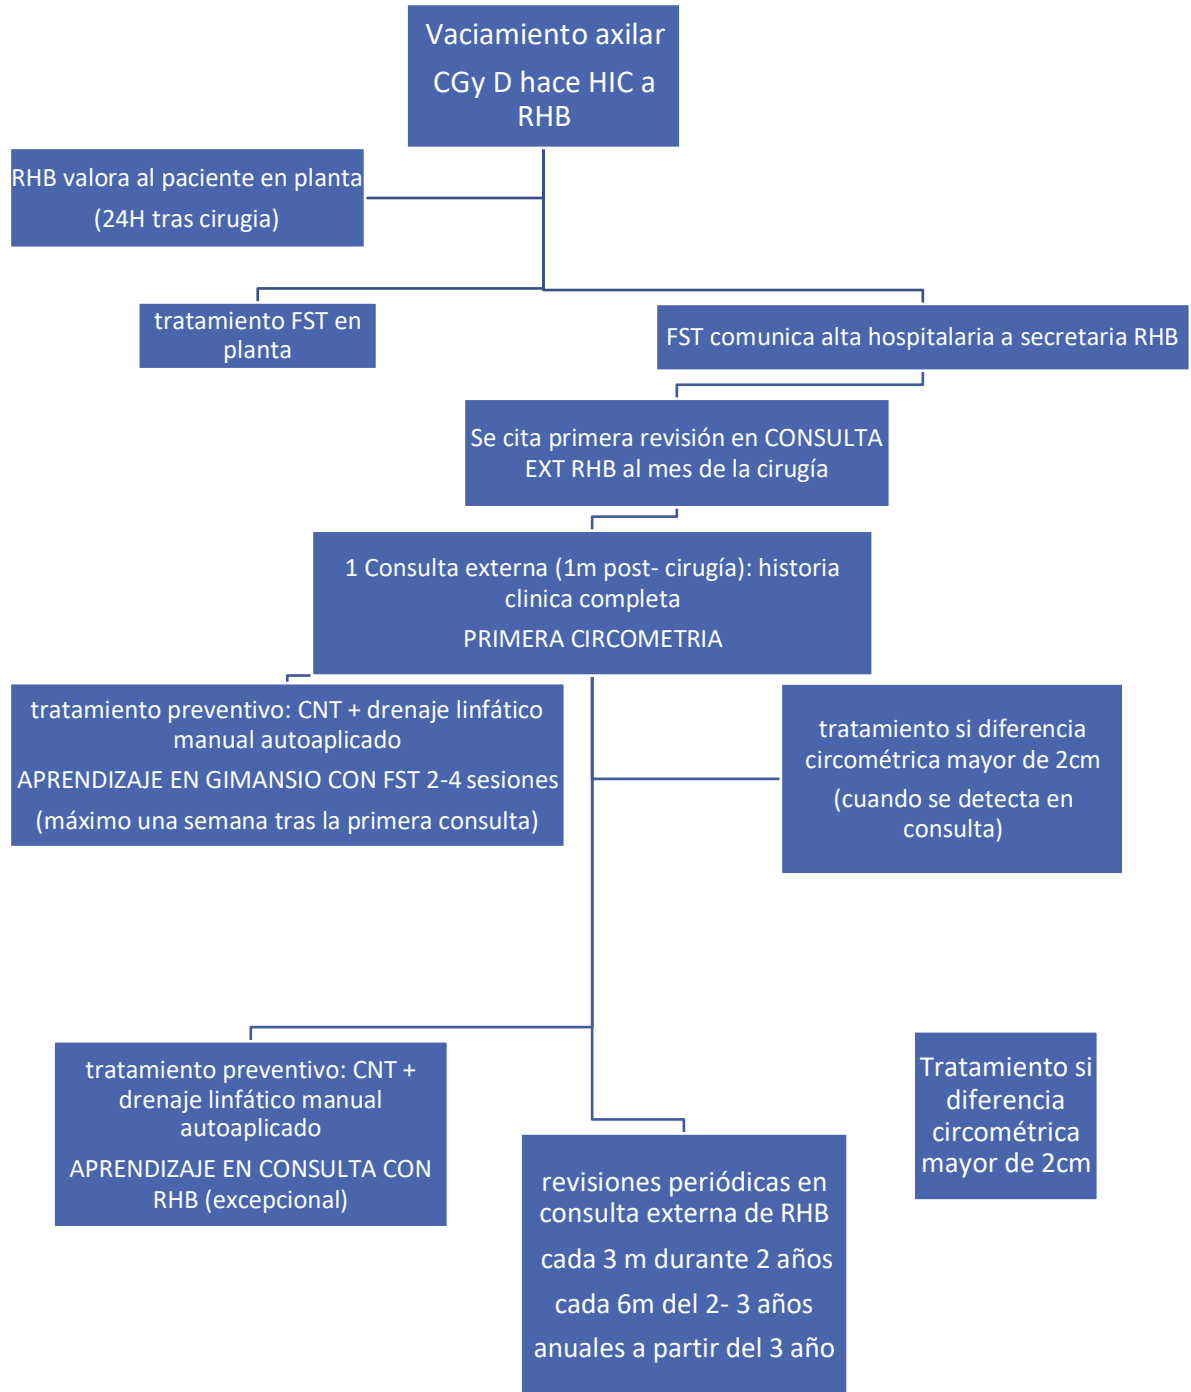 Vaciamiento axilar
CGy D hace HIC a
RHB
RHB valora al paciente en planta
(24H tras cirugia)
tratamiento FST en
planta
FST comunica alta hospitalaria a secretaria RHB
Se cita primera revisión en CONSULTA
EXT RHB al mes de la cirugía
1 Consulta externa (1m post- cirugía): historia
clinica completa
PRIMERA CIRCOMETRIA
tratamiento preventivo: CNT + drenaje linfático
manual autoaplicado
APRENDIZAJE EN GIMANSIO CON FST 2-4 sesiones
(máximo una semana tras la primera consulta)
tratamiento si diferencia
circométrica mayor de 2cm
(cuando se detecta en
consulta)
tratamiento preventivo: CNT +
drenaje linfático manual
autoaplicado
APRENDIZAJE EN CONSULTA CON
RHB (excepcional)
revisiones periódicas en
consulta externa de RHB
cada 3 m durante 2 años
cada 6m del 2- 3 años
anuales a partir del 3 año
Tratamiento si
diferencia
circométrica
mayor de 2cm